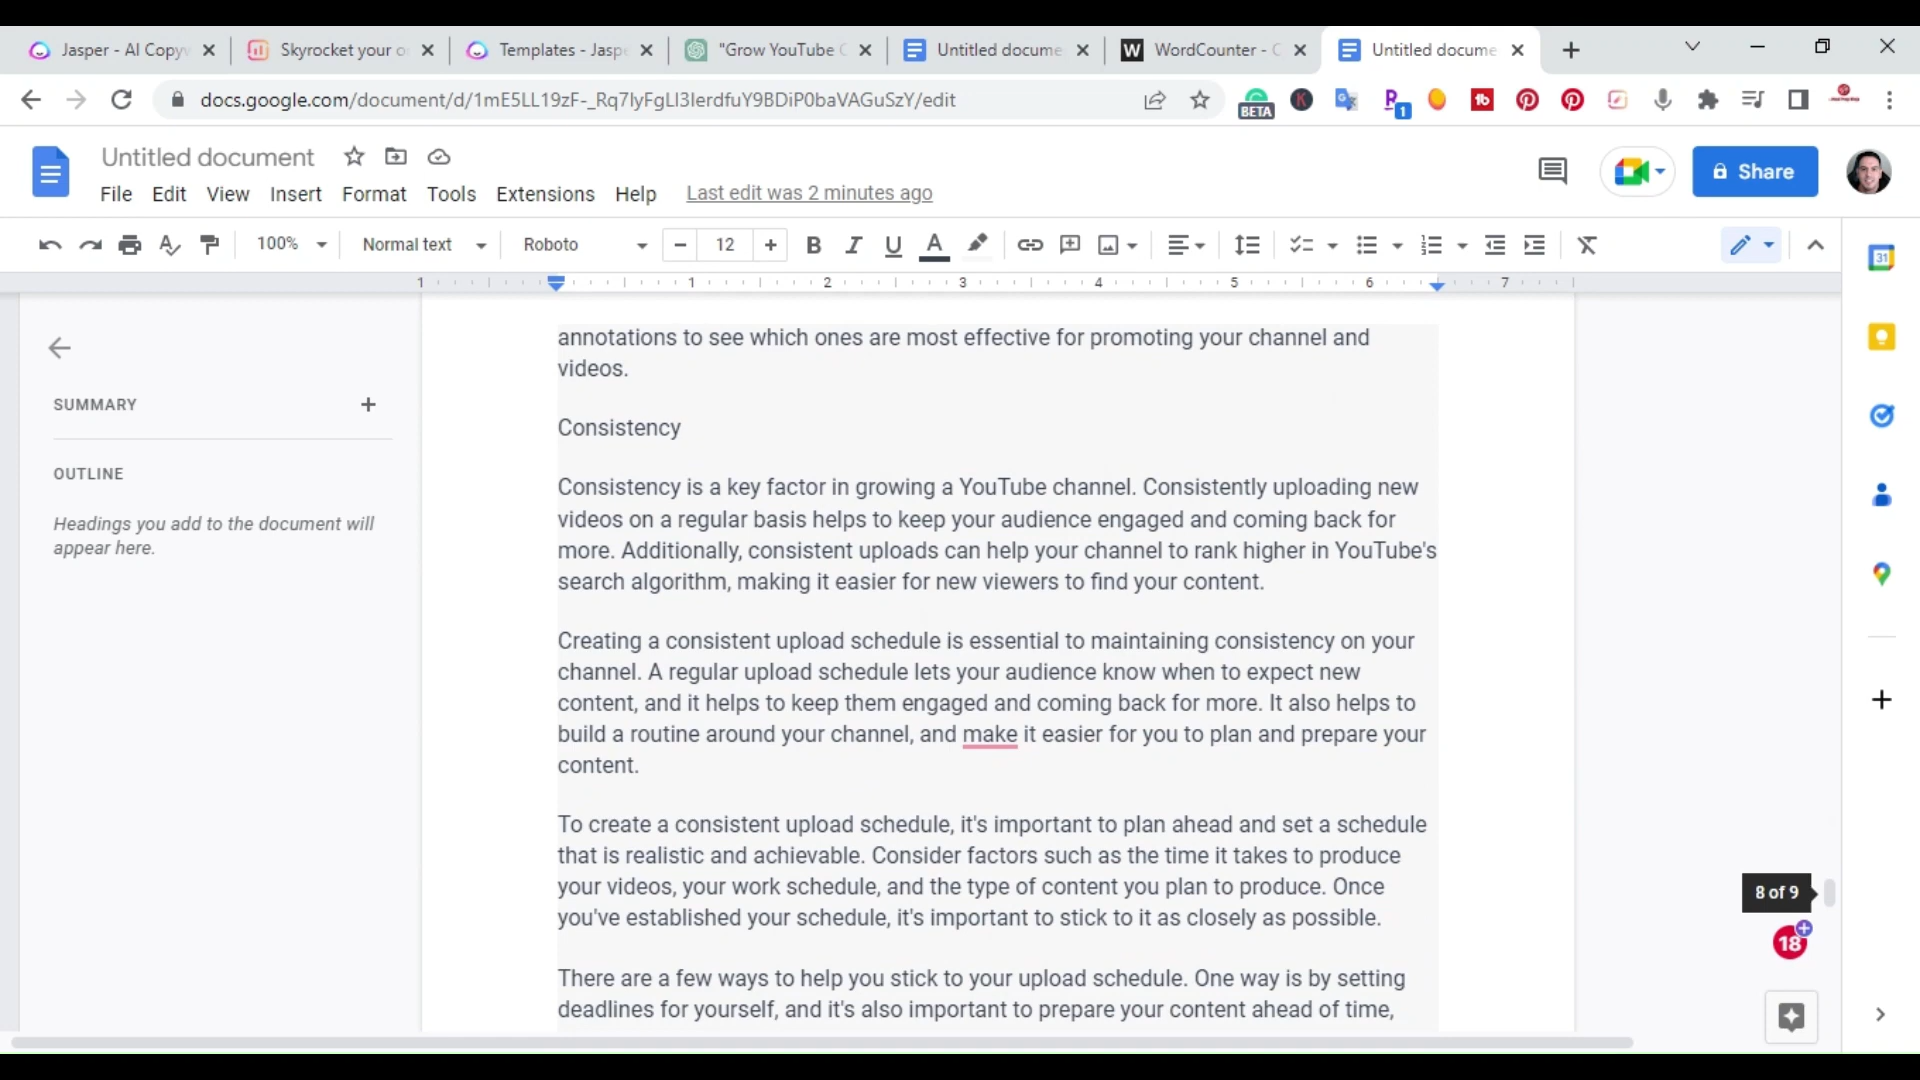 Jasper - AI Copyw
Skyrocket your o
Templates - Jaspe
"Grow YouTube C
Untitled docume
WordCounter - C
Untitled docume
docs.google.com/document/d/1mE5LL19zF-_Rq7lyFgLl3IerdfuY9BDiP0baVAGuSzY/edit
BETA
1
Untitled document
File Edit View Insert Format Tools Extensions Help Last edit was 2 minutes ago
Share
100% Normal text Roboto 12 B I U A
31
1 1 2 3 4 5 6 7
SUMMARY
OUTLINE
Headings you add to the document will
appear here.
annotations to see which ones are most effective for promoting your channel and
videos.
Consistency
Consistency is a key factor in growing a YouTube channel. Consistently uploading new
videos on a regular basis helps to keep your audience engaged and coming back for
more. Additionally, consistent uploads can help your channel to rank higher in YouTube's
search algorithm, making it easier for new viewers to find your content.
Creating a consistent upload schedule is essential to maintaining consistency on your
channel. A regular upload schedule lets your audience know when to expect new
content, and it helps to keep them engaged and coming back for more. It also helps to
build a routine around your channel, and make it easier for you to plan and prepare your
content.
To create a consistent upload schedule, it's important to plan ahead and set a schedule
that is realistic and achievable. Consider factors such as the time it takes to produce
your videos, your work schedule, and the type of content you plan to produce. Once
you've established your schedule, it's important to stick to it as closely as possible.
There are a few ways to help you stick to your upload schedule. One way is by setting
deadlines for yourself, and it's also important to prepare your content ahead of time,
8 of 9
18